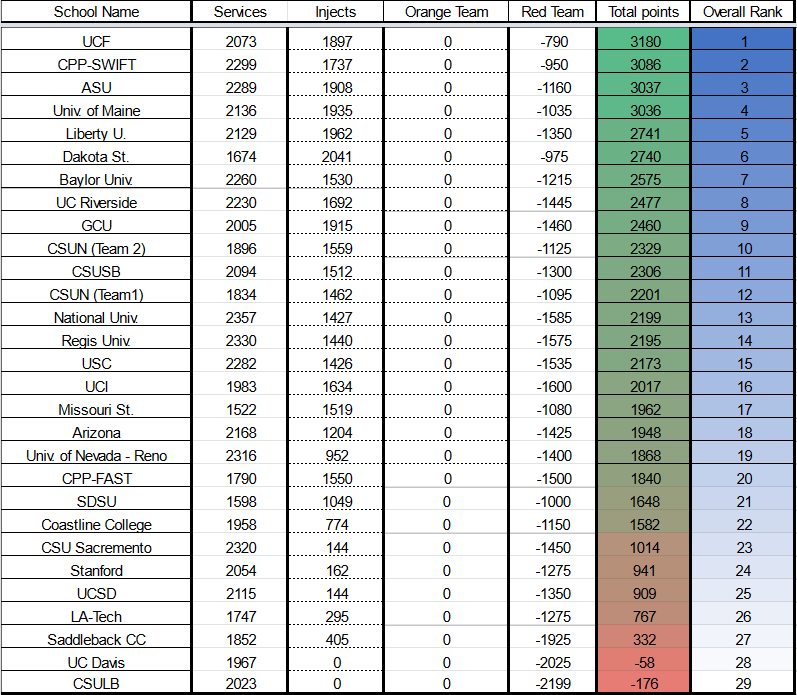 School Name Services Injects Orange Team Red Team Total points Overall Rank
UCF 2073 1897 0 -790 3180 1
CPP-SWIFT 2299 1737 0 -950 3086 2
ASU 2289 1908 0 -1160 3037 3
Univ. of Maine 2136 1935 0 -1035 3036 4
Liberty U. 2129 1962 0 -1350 2741 5
Dakota St. 1674 2041 0 -975 2740 6
Baylor Univ. 2260 1530 0 -1215 2575 7
UC Riverside 2230 1692 0 -1445 2477 8
GCU 2005 1915 0 -1460 2460 9
CSUN (Team 2) 1896 1559 0 -1125 2329 10
CSUSB 2094 1512 0 -1300 2306 11
CSUN (Team1) 1834 1462 0 -1095 2201 12
National Univ. 2357 1427 0 -1585 2199 13
Regis Univ. 2330 1440 0 -1575 2195 14
USC 2282 1426 0 -1535 2173 15
UCI 1983 1634 0 -1600 2017 16
Missouri St. 1522 1519 0 -1080 1962 17
Arizona 2168 1204 0 -1425 1948 18
Univ. of Nevada - Reno 2316 952 0 -1400 1868 19
CPP-FAST 1790 1550 0 -1500 1840 20
SDSU 1598 1049 0 -1000 1648 21
Coastline College 1958 774 0 -1150 1582 22
CSU Sacremento 2320 144 0 -1450 1014 23
Stanford 2054 162 0 -1275 941 24
UCSD 2115 144 0 -1350 909 25
LA-Tech 1747 295 0 -1275 767 26
Saddleback CC 1852 405 0 -1925 332 27
UC Davis 1967 0 0 -2025 -58 28
CSULB 2023 0 0 -2199 -176 29